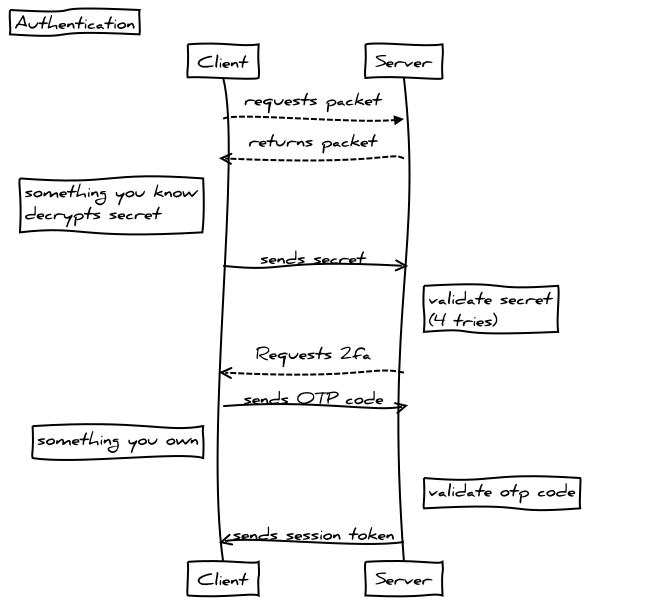 Authentication
Client
Server
requests packet
returns packet
something you know
decrypts secret
sends secret
validate secret
(4 tries)
Requests 2fa
sends OTP code
something you own
validate otp code
sends session token
Client
Server